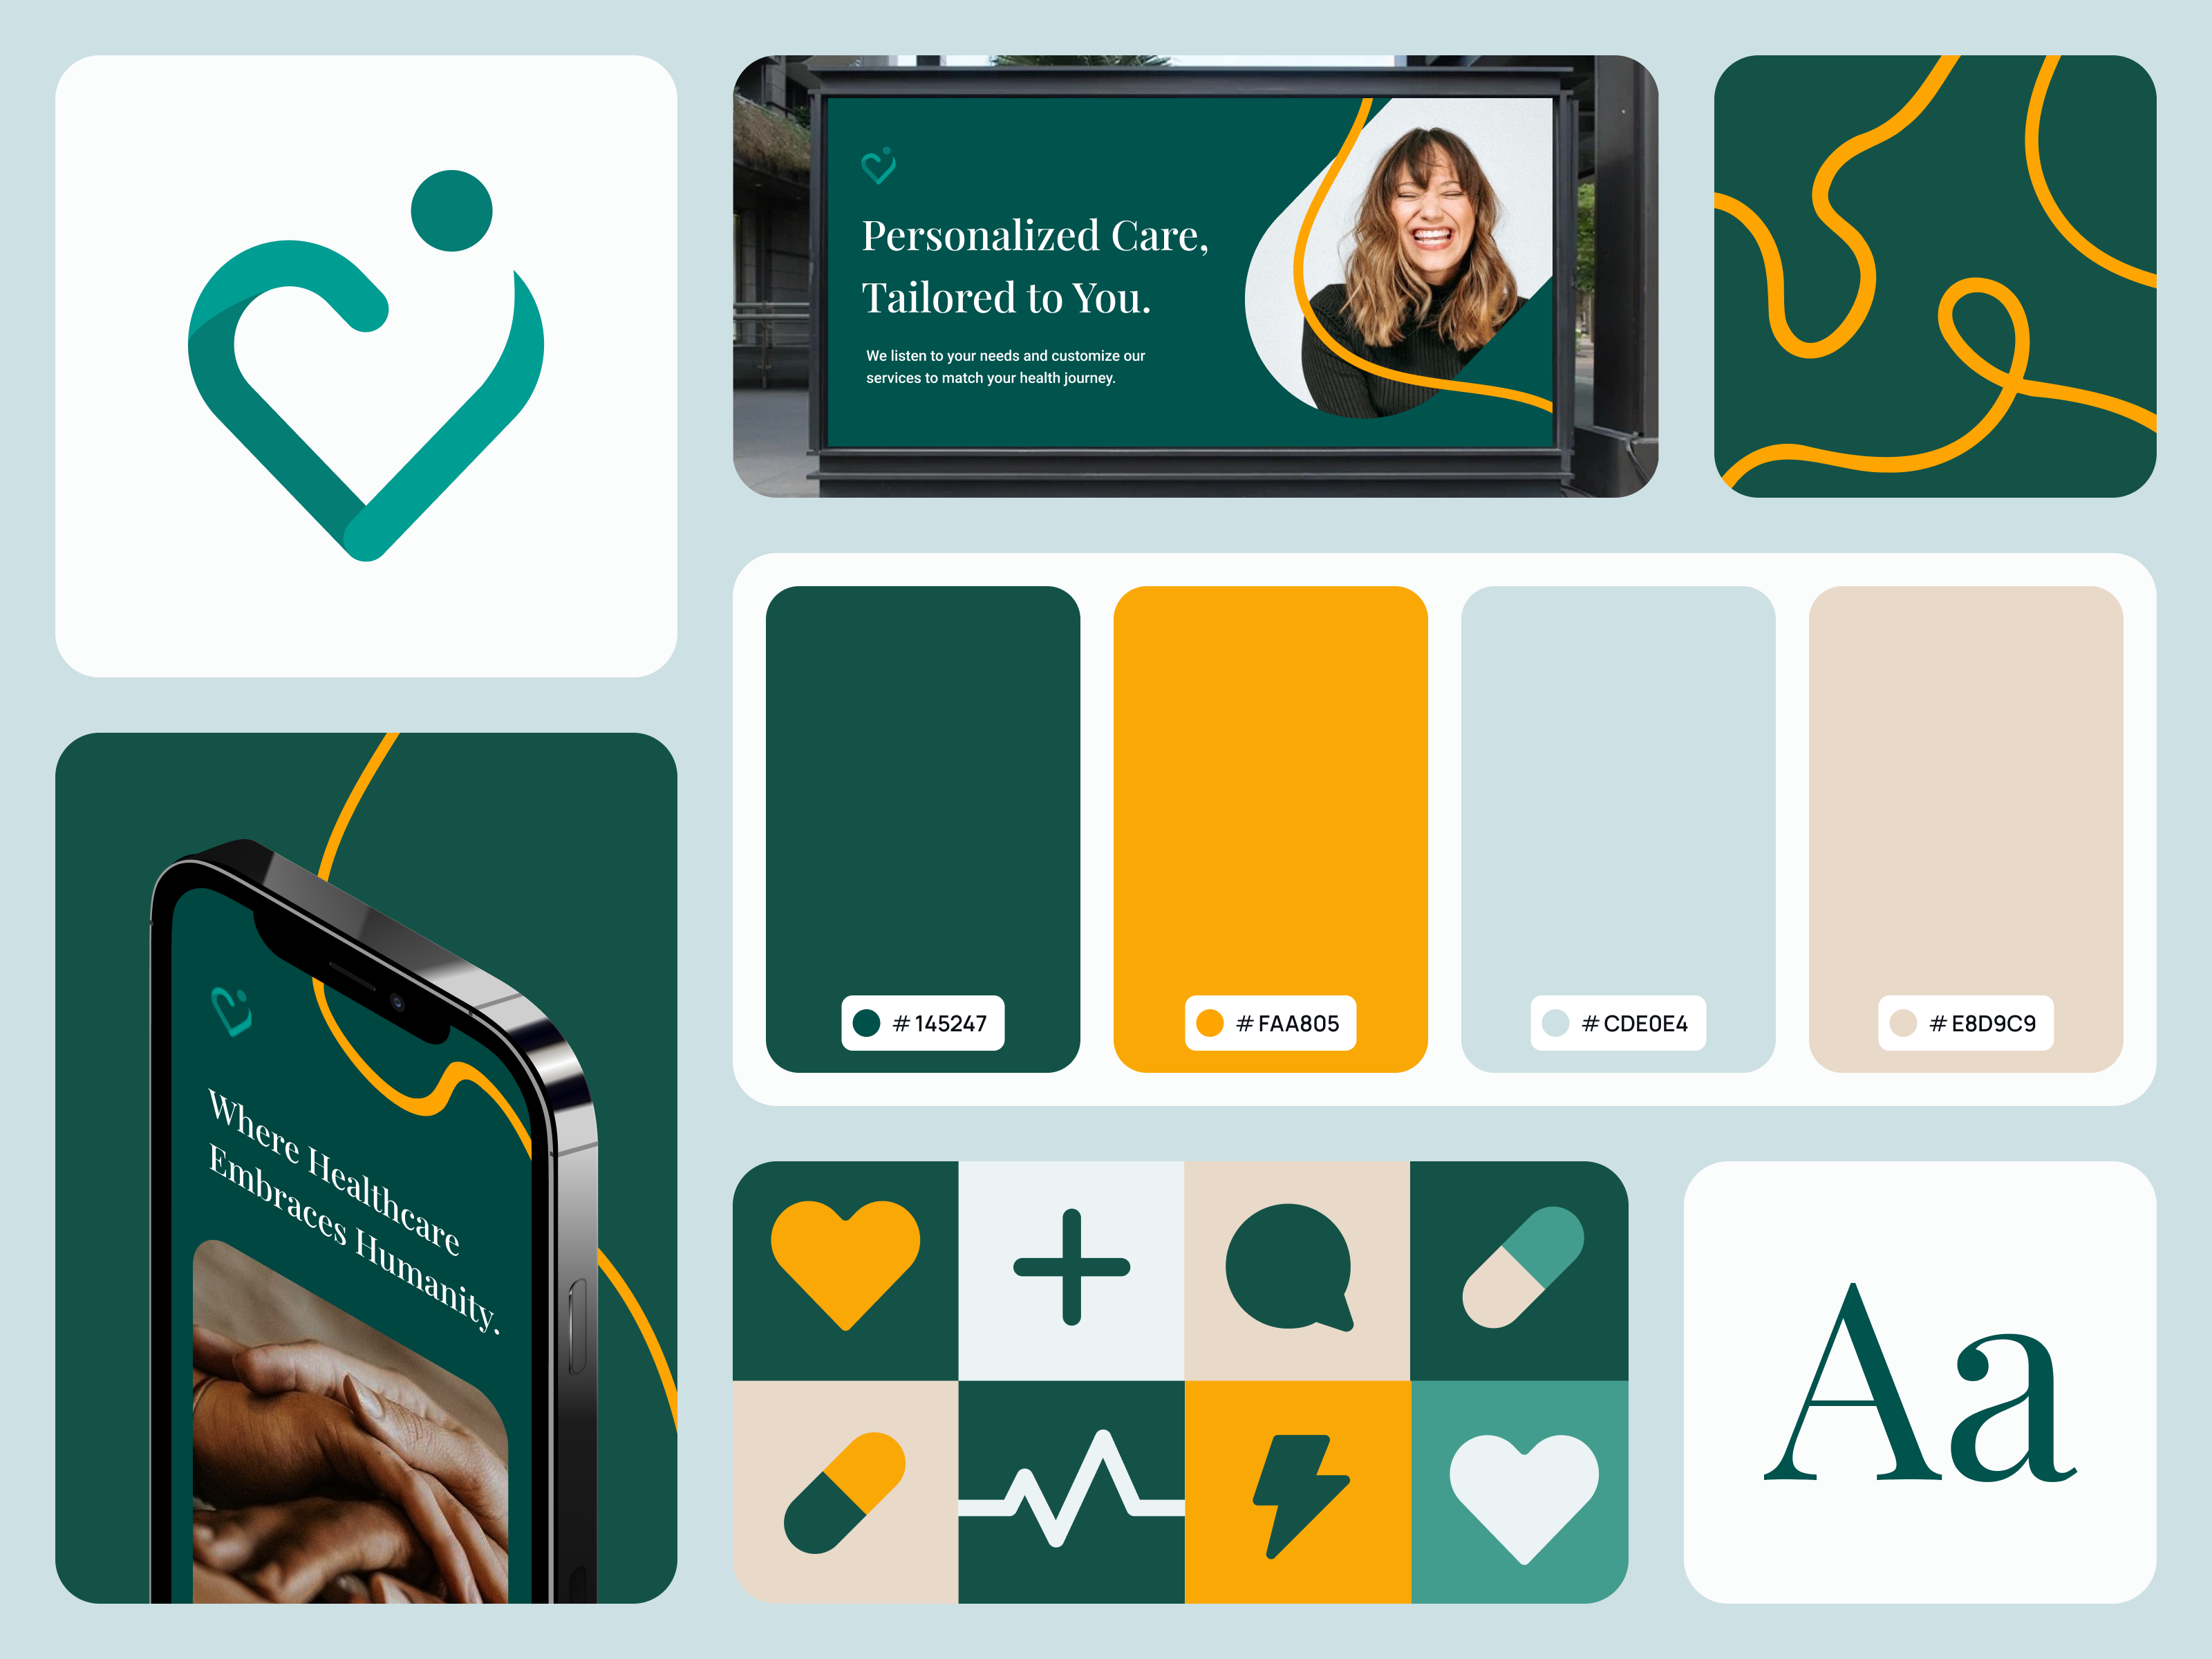 Personalized Care,
Tailored to You.
We listen to your needs and customize our
services to match your health journey.
#145247
#FAA805
#CDE0E4
#E8D9C9
Where Healthcare
Embraces Humanity.
Aa